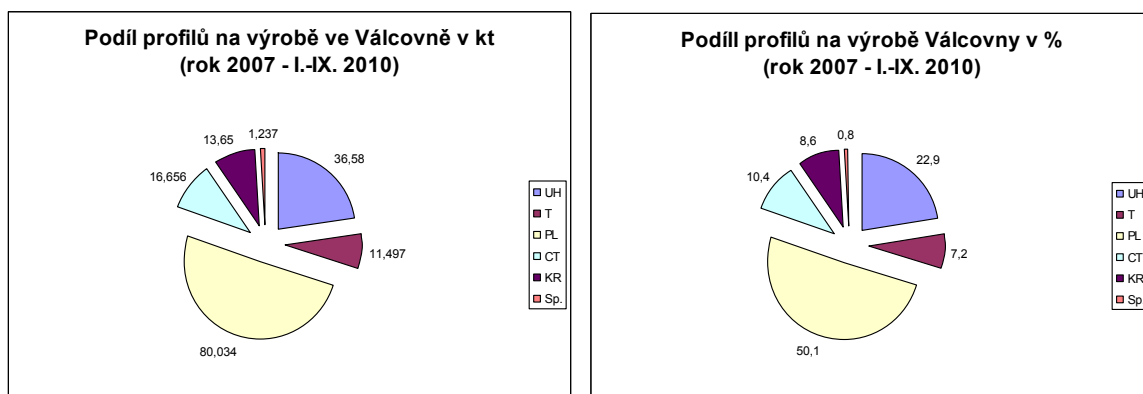 Podíl profilů na výrobě ve Válcovně v kt
(rok 2007 - I.-IX. 2010)
1,237
13,65
36,58
16,656
11,497
80,034
UH
T
PL
CT
KR
Sp.
Podíll profilů na výrobě Válcovny v %
(rok 2007 - I.-IX. 2010)
0,8
8,6
22,9
10,4
7,2
50,1
UH
T
PL
CT
KR
Sp.